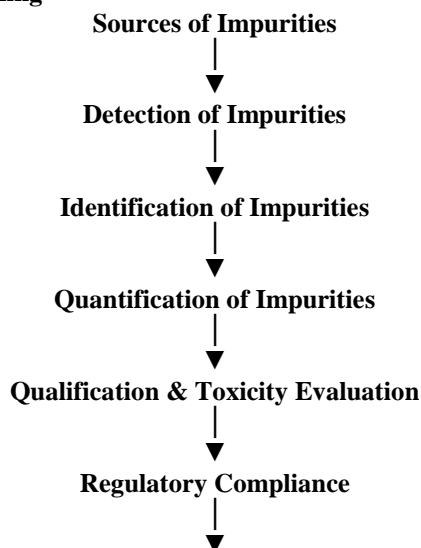 Sources of Impurities
Detection of Impurities
Identification of Impurities
Quantification of Impurities
Qualification & Toxicity Evaluation
Regulatory Compliance